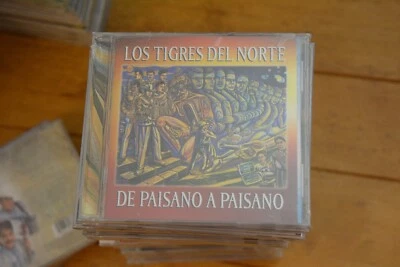 LOS TIGRES DEL NORTE
DE PAISANO A PAISANO